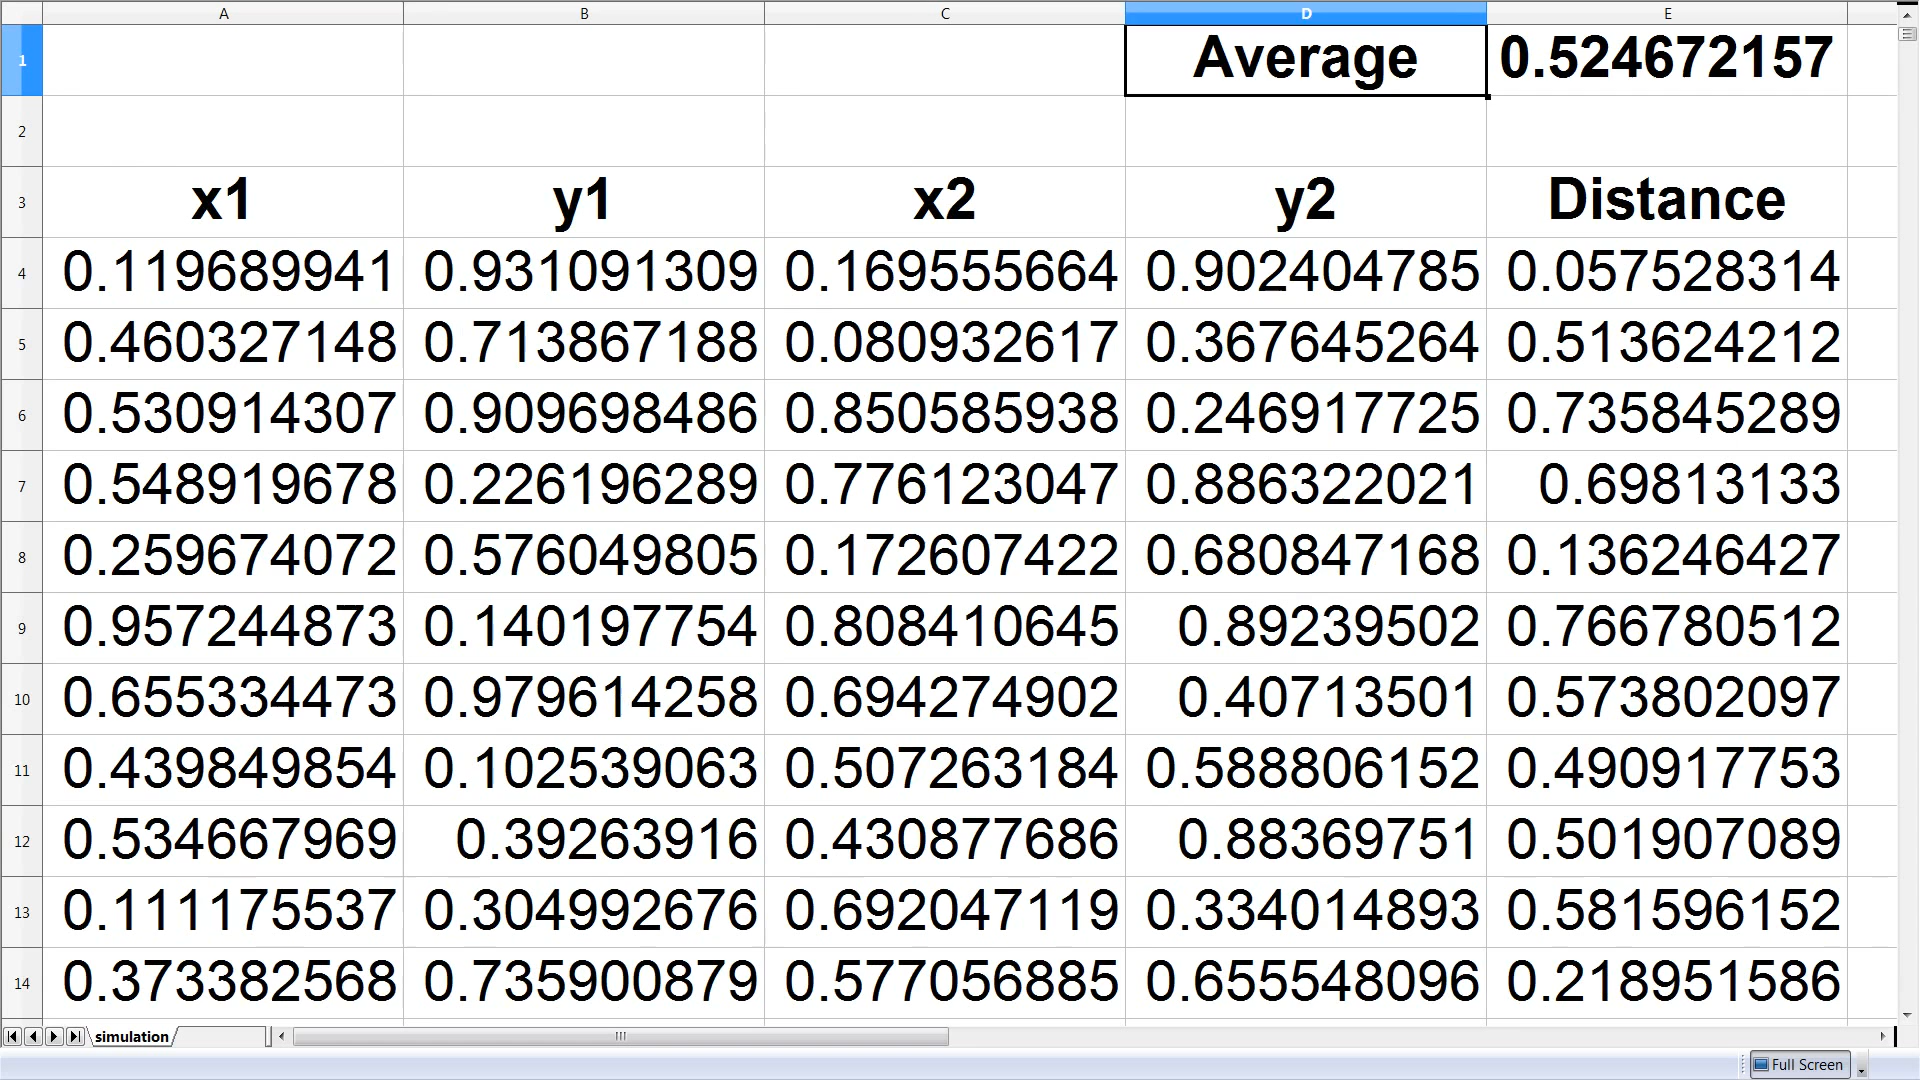 A B C D E
1 Average 0.524672157
2
3 x1 y1 x2 y2 Distance
4 0.119689941 0.931091309 0.169555664 0.902404785 0.057528314
5 0.460327148 0.713867188 0.080932617 0.367645264 0.513624212
6 0.530914307 0.909698486 0.850585938 0.246917725 0.735845289
7 0.548919678 0.226196289 0.776123047 0.886322021 0.69813133
8 0.259674072 0.576049805 0.172607422 0.680847168 0.136246427
9 0.957244873 0.140197754 0.808410645 0.89239502 0.766780512
10 0.655334473 0.979614258 0.694274902 0.40713501 0.573802097
11 0.439849854 0.102539063 0.507263184 0.588806152 0.490917753
12 0.534667969 0.39263916 0.430877686 0.88369751 0.501907089
13 0.111175537 0.304992676 0.692047119 0.334014893 0.581596152
14 0.373382568 0.735900879 0.577056885 0.655548096 0.218951586
simulation
Full Screen